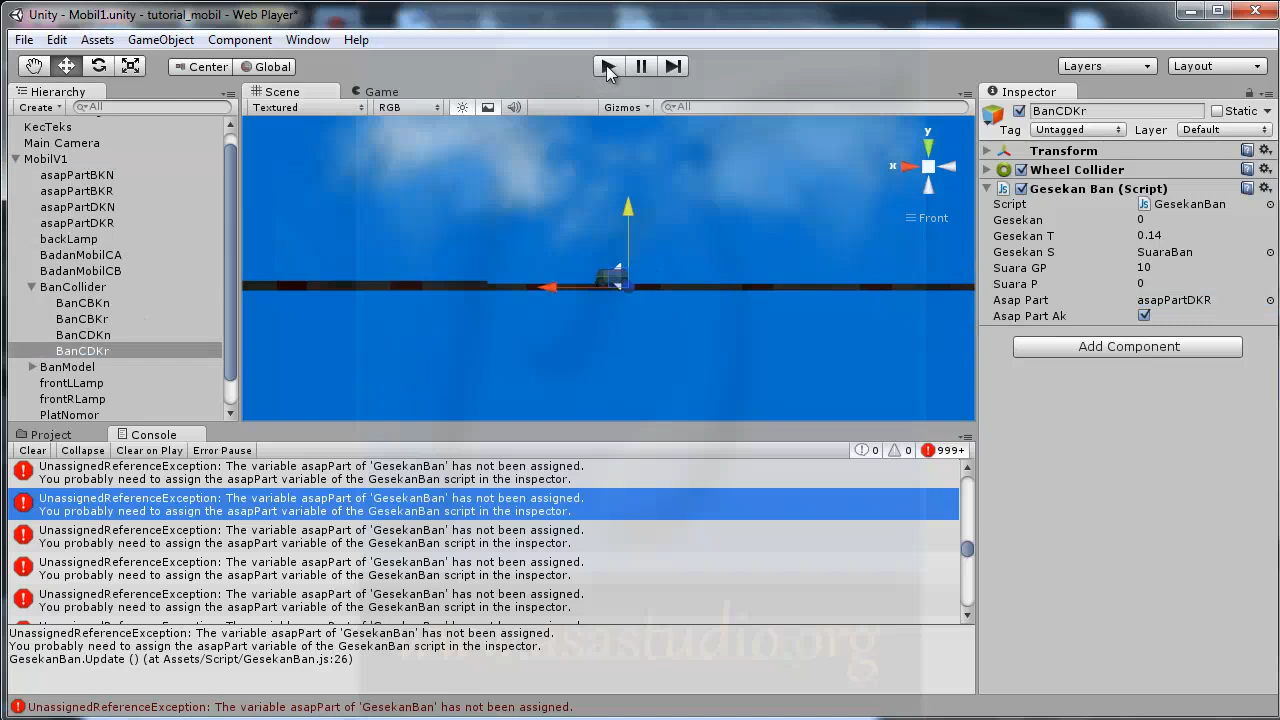 Unity - Mobil1.unity - tutorial_mobil - Web Player*
File Edit Assets GameObject Component Window Help
Center Global Layers Layout
Hierarchy Scene Game Inspector
Create All Textured RGB Gizmos All
BanCDKr Static
Tag Untagged Layer Default
KecTeks
Main Camera
MobilV1
asapPartBKN
asapPartBKR
asapPartDKN
asapPartDKR
backLamp
BadanMobilCA
BadanMobilCB
BanCollider
BanCBKn
BanCBKr
BanCDKn
BanCDKr
BanModel
frontLLamp
frontRLamp
PlatNomor
y
x
Front
Transform
Wheel Collider
Gesekan Ban (Script)
Script GesekanBan
Gesekan 0
Gesekan T 0.14
Gesekan S SuaraBan
Suara GP 10
Suara P 0
Asap Part asapPartDKR
Asap Part Ak
Add Component
Project Console
Clear Collapse Clear on Play Error Pause 0 0 999+
UnassignedReferenceException: The variable asapPart of 'GesekanBan' has not been assigned.
You probably need to assign the asapPart variable of the GesekanBan script in the inspector.
UnassignedReferenceException: The variable asapPart of 'GesekanBan' has not been assigned.
You probably need to assign the asapPart variable of the GesekanBan script in the inspector.
UnassignedReferenceException: The variable asapPart of 'GesekanBan' has not been assigned.
You probably need to assign the asapPart variable of the GesekanBan script in the inspector.
UnassignedReferenceException: The variable asapPart of 'GesekanBan' has not been assigned.
You probably need to assign the asapPart variable of the GesekanBan script in the inspector.
UnassignedReferenceException: The variable asapPart of 'GesekanBan' has not been assigned.
You probably need to assign the asapPart variable of the GesekanBan script in the inspector.
UnassignedReferenceException: The variable asapPart of 'GesekanBan' has not been assigned.
You probably need to assign the asapPart variable of the GesekanBan script in the inspector.
GesekanBan.Update () (at Assets/Script/GesekanBan.js:26)
UnassignedReferenceException: The variable asapPart of 'GesekanBan' has not been assigned.